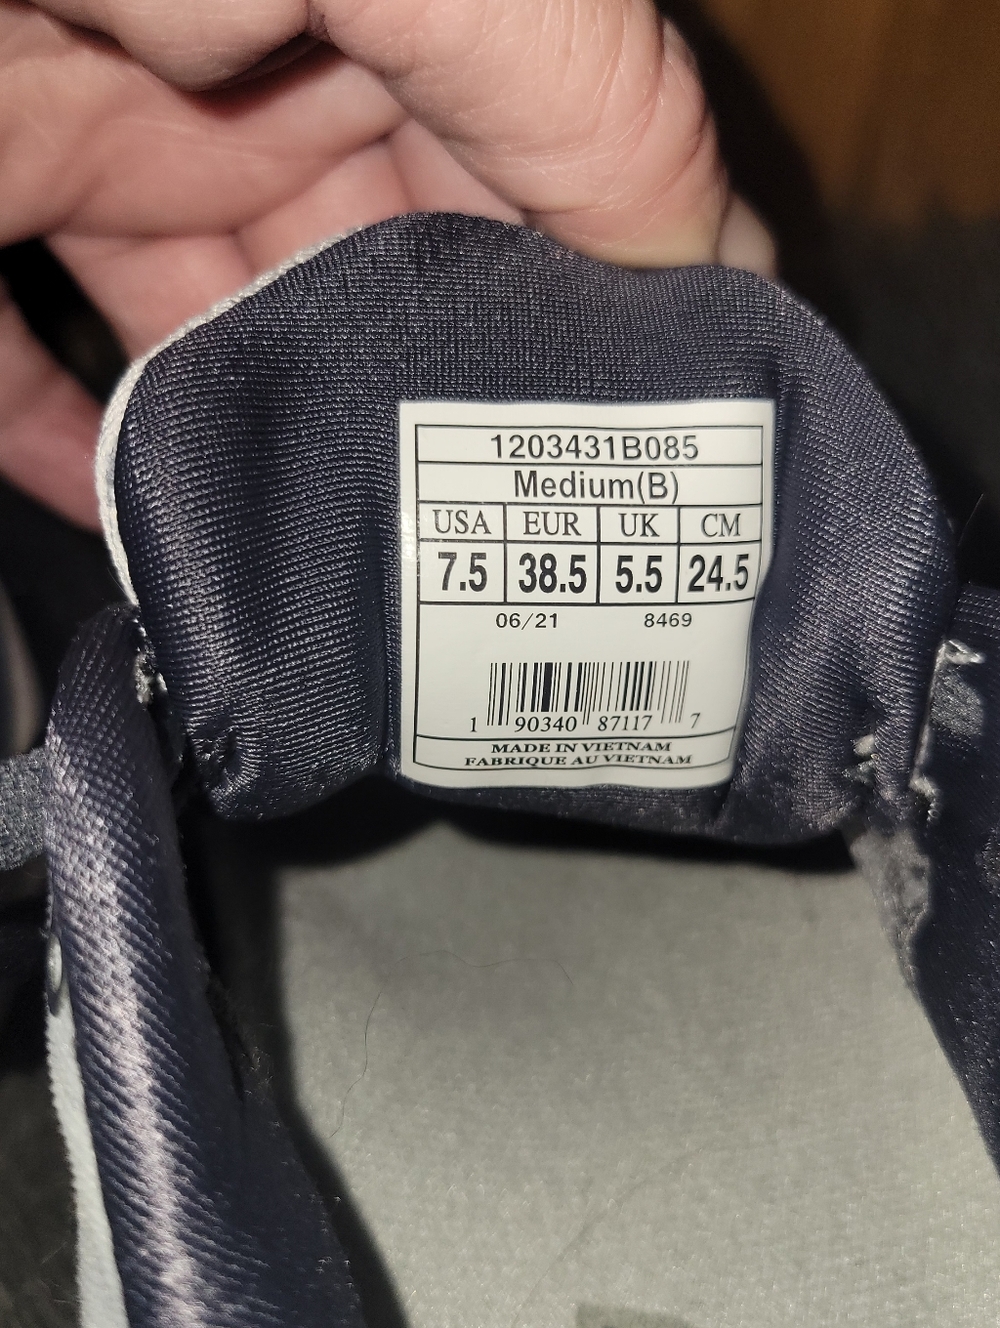 1203431B085
Medium(B)
USA EUR UK CM
7.5 38.5 5.5 24.5
06/21 8469
1 90340 87117 7
MADE IN VIETNAM
FABRIQUE AU VIETNAM